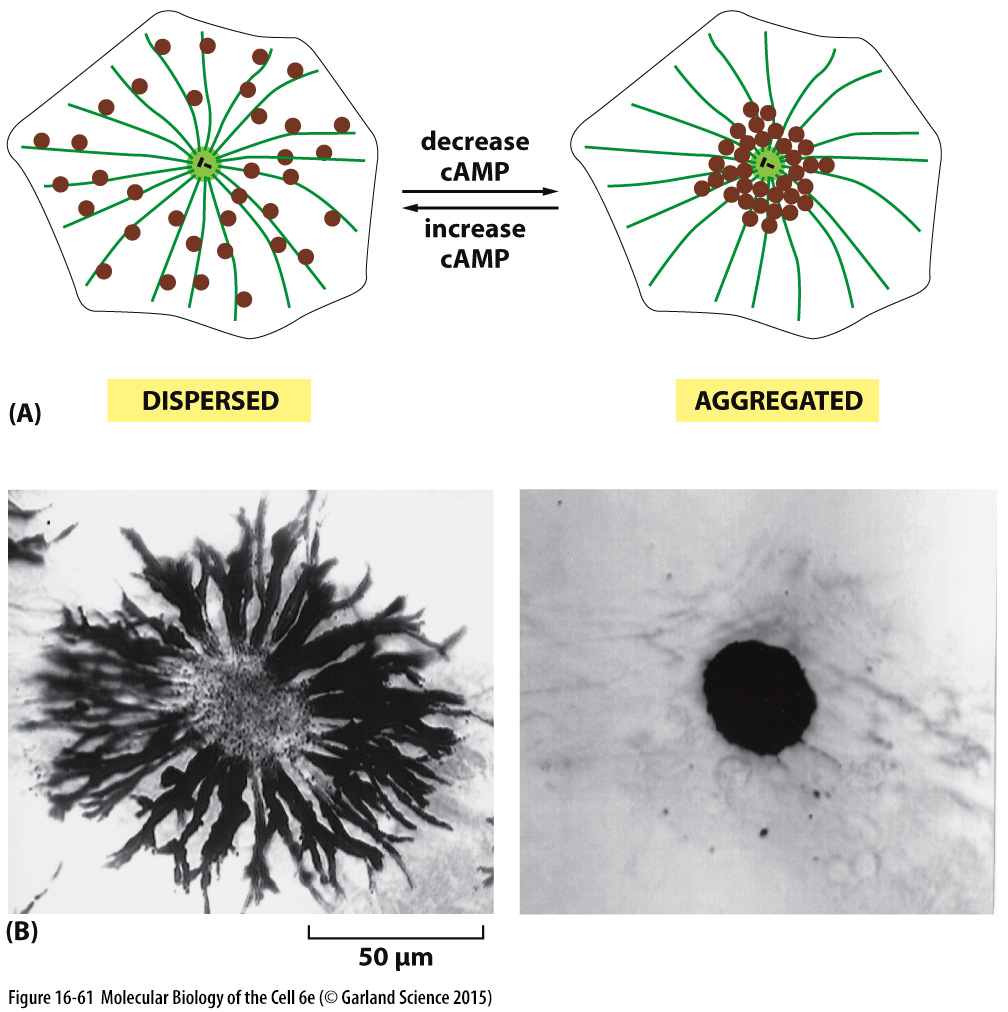 decrease
cAMP
increase
cAMP
DISPERSED
AGGREGATED
(A)
(B)
50 µm
Figure 16-61 Molecular Biology of the Cell 6e (© Garland Science 2015)